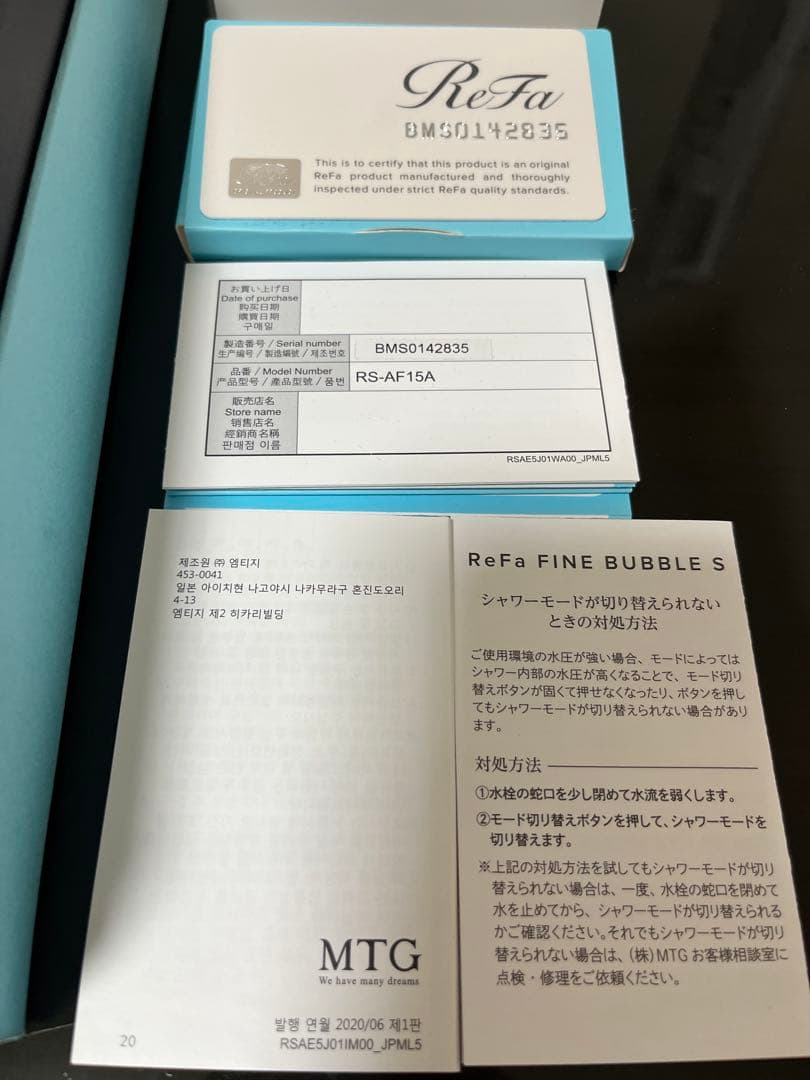 ReFa
BMS0142835
This is to certify that this product is an original
ReFa product manufactured and thoroughly
inspected under strict ReFa quality standards.
お買い上げ日
Date of purchase
购买日期
購買日期
구매일
製造番号 / Serial number
生产编号 / 製造編號 / 제조번호
BMS0142835
品番 / Model Number
产品型号 / 產品型號 / 품번
RS-AF15A
販売店名
Store name
销售店名
經銷商名稱
판매점 이름
RSAE5J01WA00_JPML5
제조원 ㈜ 엠티지
453-0041
일본 아이치현 나고야시 나카무라구 혼진도오리
4-13
엠티지 제2 히카리빌딩
MTG
We have many dreams
발행 연월 2020/06 제1판
RSAE5J01IM00_JPML5
20
ReFa FINE BUBBLE S
シャワーモードが切り替えられない
ときの対処方法
ご使用環境の水圧が強い場合、モードによっては
シャワー内部の水圧が高くなることで、モード切り
替えボタンが固くて押せなくなったり、ボタンを押し
てもシャワーモードが切り替えられない場合があり
ます。
対処方法
①水栓の蛇口を少し閉めて水流を弱くします。
②モード切り替えボタンを押して、シャワーモードを
切り替えます。
※上記の対処方法を試してもシャワーモードが切り
替えられない場合は、一度、水栓の蛇口を閉めて
水を止めてから、シャワーモードが切り替えられる
かご確認ください。それでもシャワーモードが切り
替えられない場合は、(株)MTG お客様相談室に
点検・修理をご依頼ください。